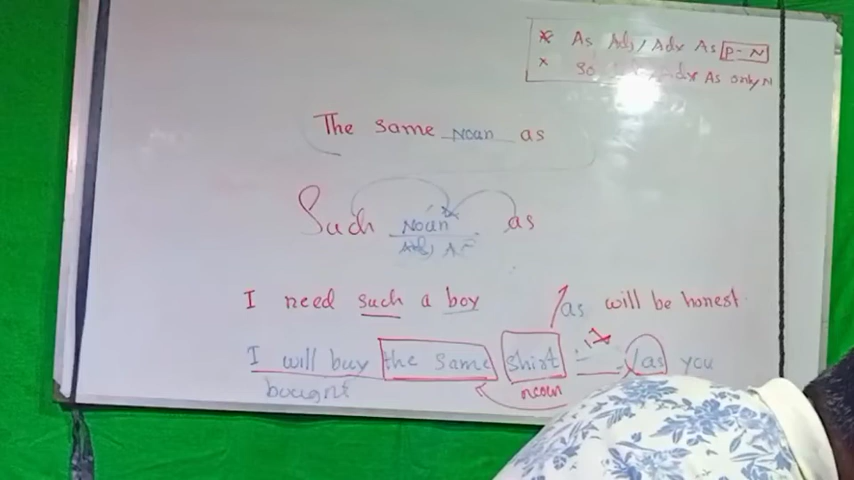 * As Adj/Adv As P-N
* So Adv As only N
The same Noun as
Such Noun as
Adj
I need such a boy as will be honest
I will buy the same shirt as you
bought noun